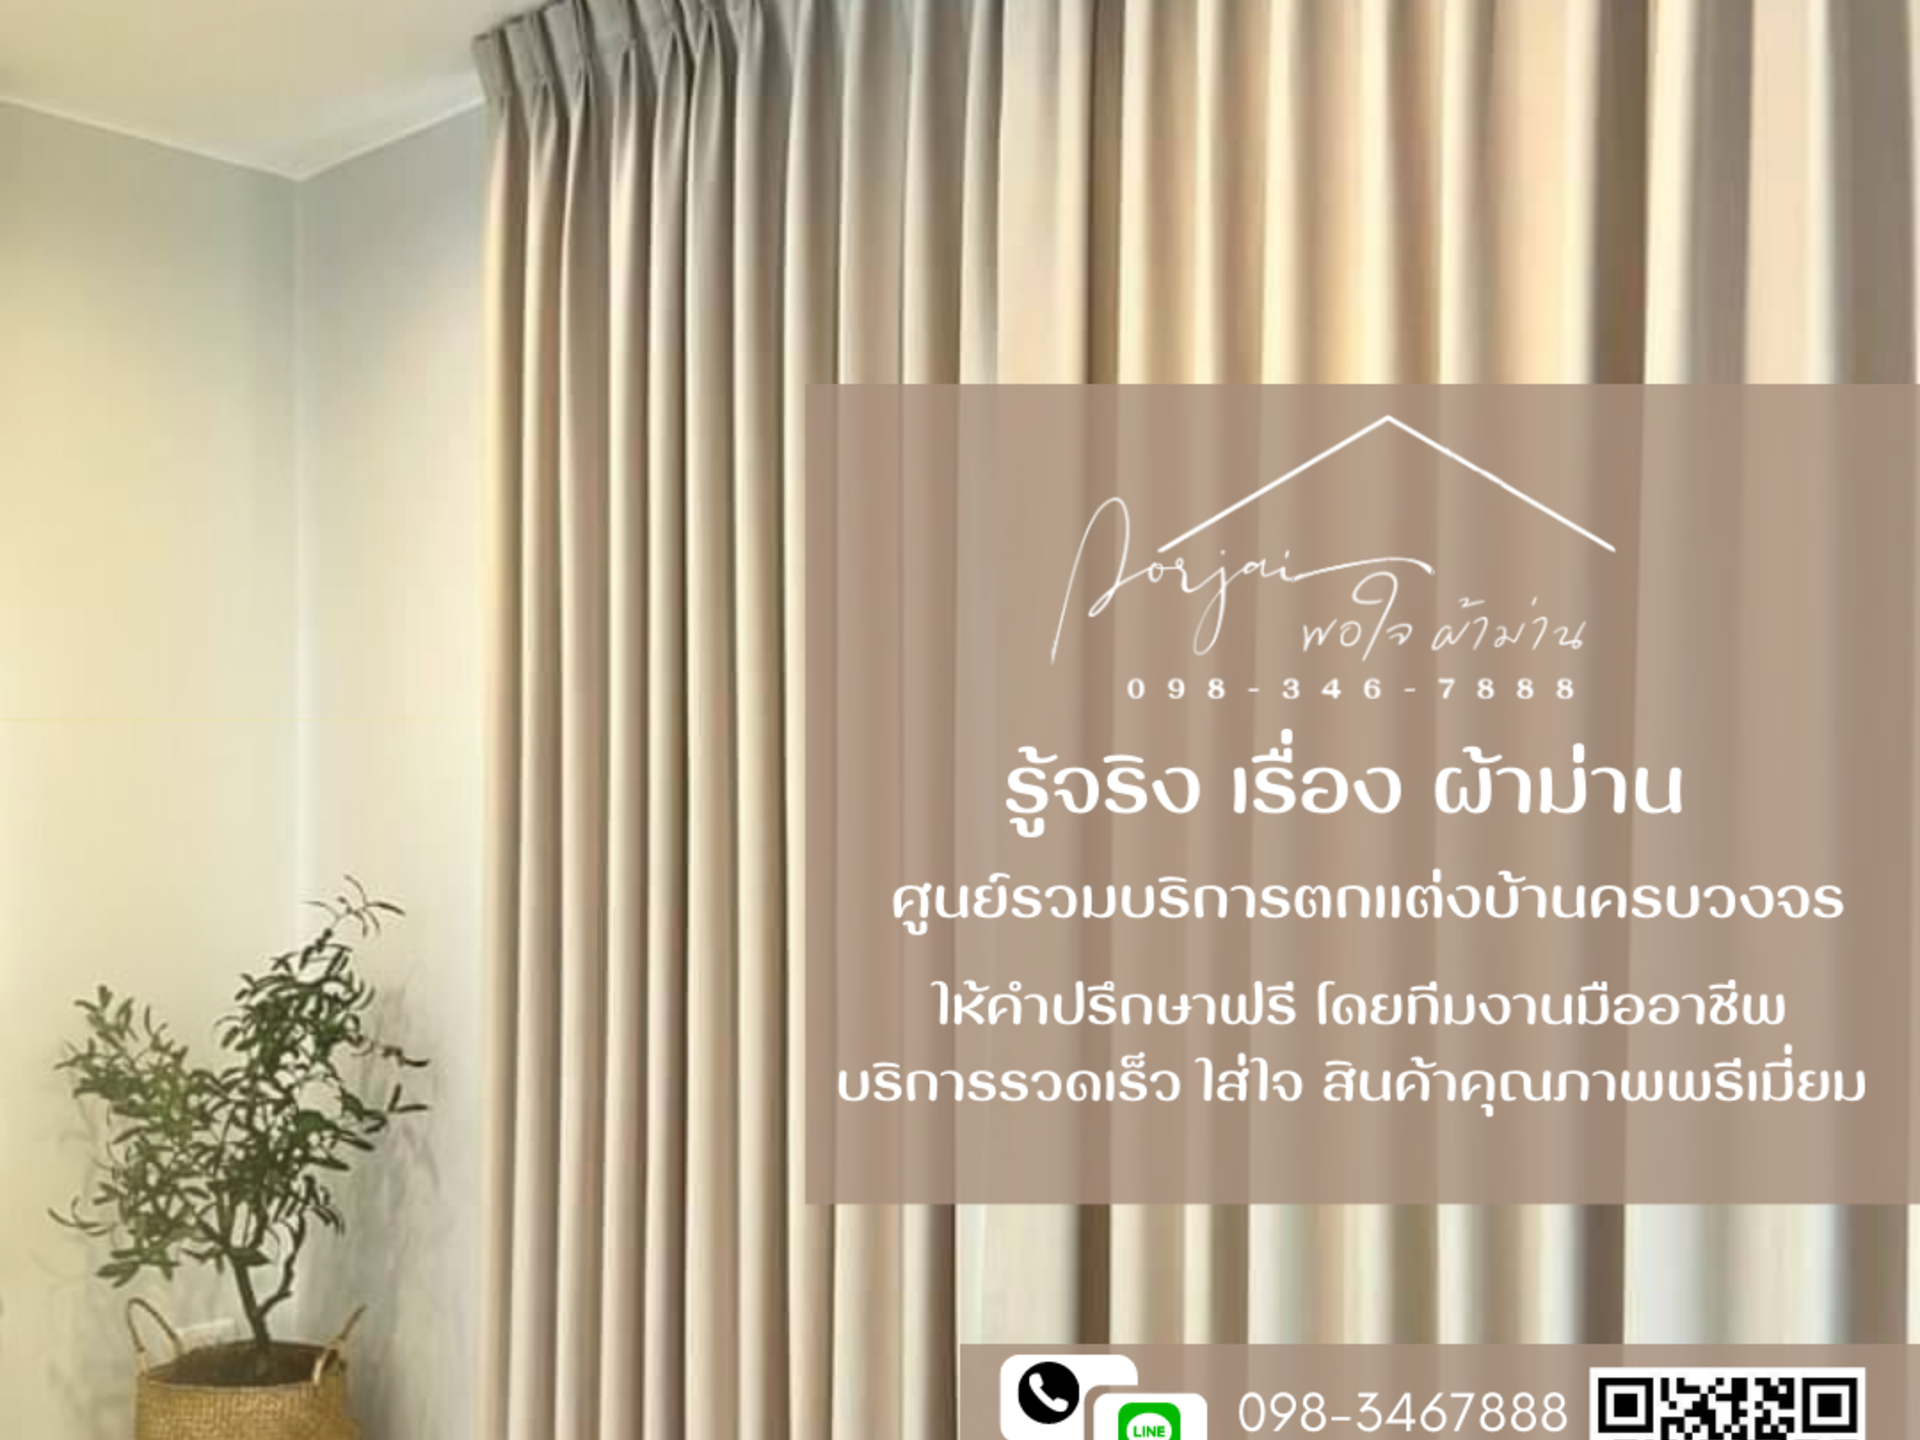 Porjai
พอใจ ผ้าม่าน
098-346-7888
รู้จริง เรื่อง ผ้าม่าน
ศูนย์รวมบริการตกแต่งบ้านครบวงจร
ให้คำปรึกษาฟรี โดยทีมงานมืออาชีพ
บริการรวดเร็ว ใส่ใจ สินค้าคุณภาพพรีเมี่ยม
LINE
098-3467888